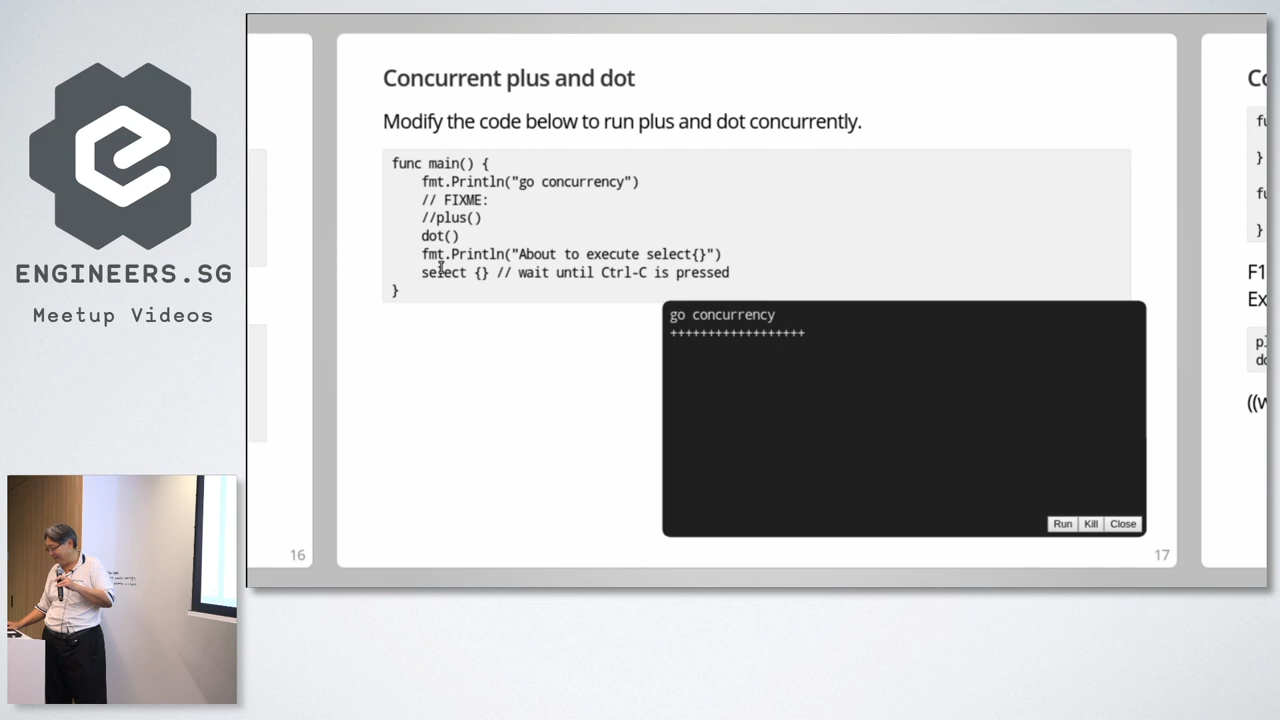 ENGINEERS.SG
Meetup Videos
Concurrent plus and dot
Modify the code below to run plus and dot concurrently.
func main() {
fmt.Println("go concurrency")
// FIXME:
//plus()
dot()
fmt.Println("About to execute select{}")
select {} // wait until Ctrl-C is pressed
}
go concurrency
++++++++++++++++++
Run Kill Close
16
17
}
}
F1
Ex